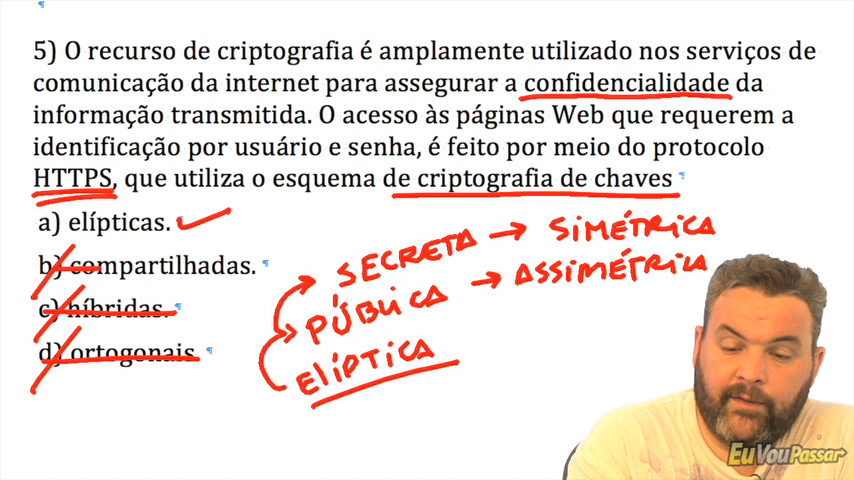 5) O recurso de criptografia é amplamente utilizado nos serviços de
comunicação da internet para assegurar a confidencialidade da
informação transmitida. O acesso às páginas Web que requerem a
identificação por usuário e senha, é feito por meio do protocolo
HTTPS, que utiliza o esquema de criptografia de chaves
a) elípticas.
b) compartilhadas.
c) híbridas.
d) ortogonais
SECRETA → SIMÉTRICA
PÚBLICA → ASSIMÉTRICA
ElíPTICA
EuVouPassar